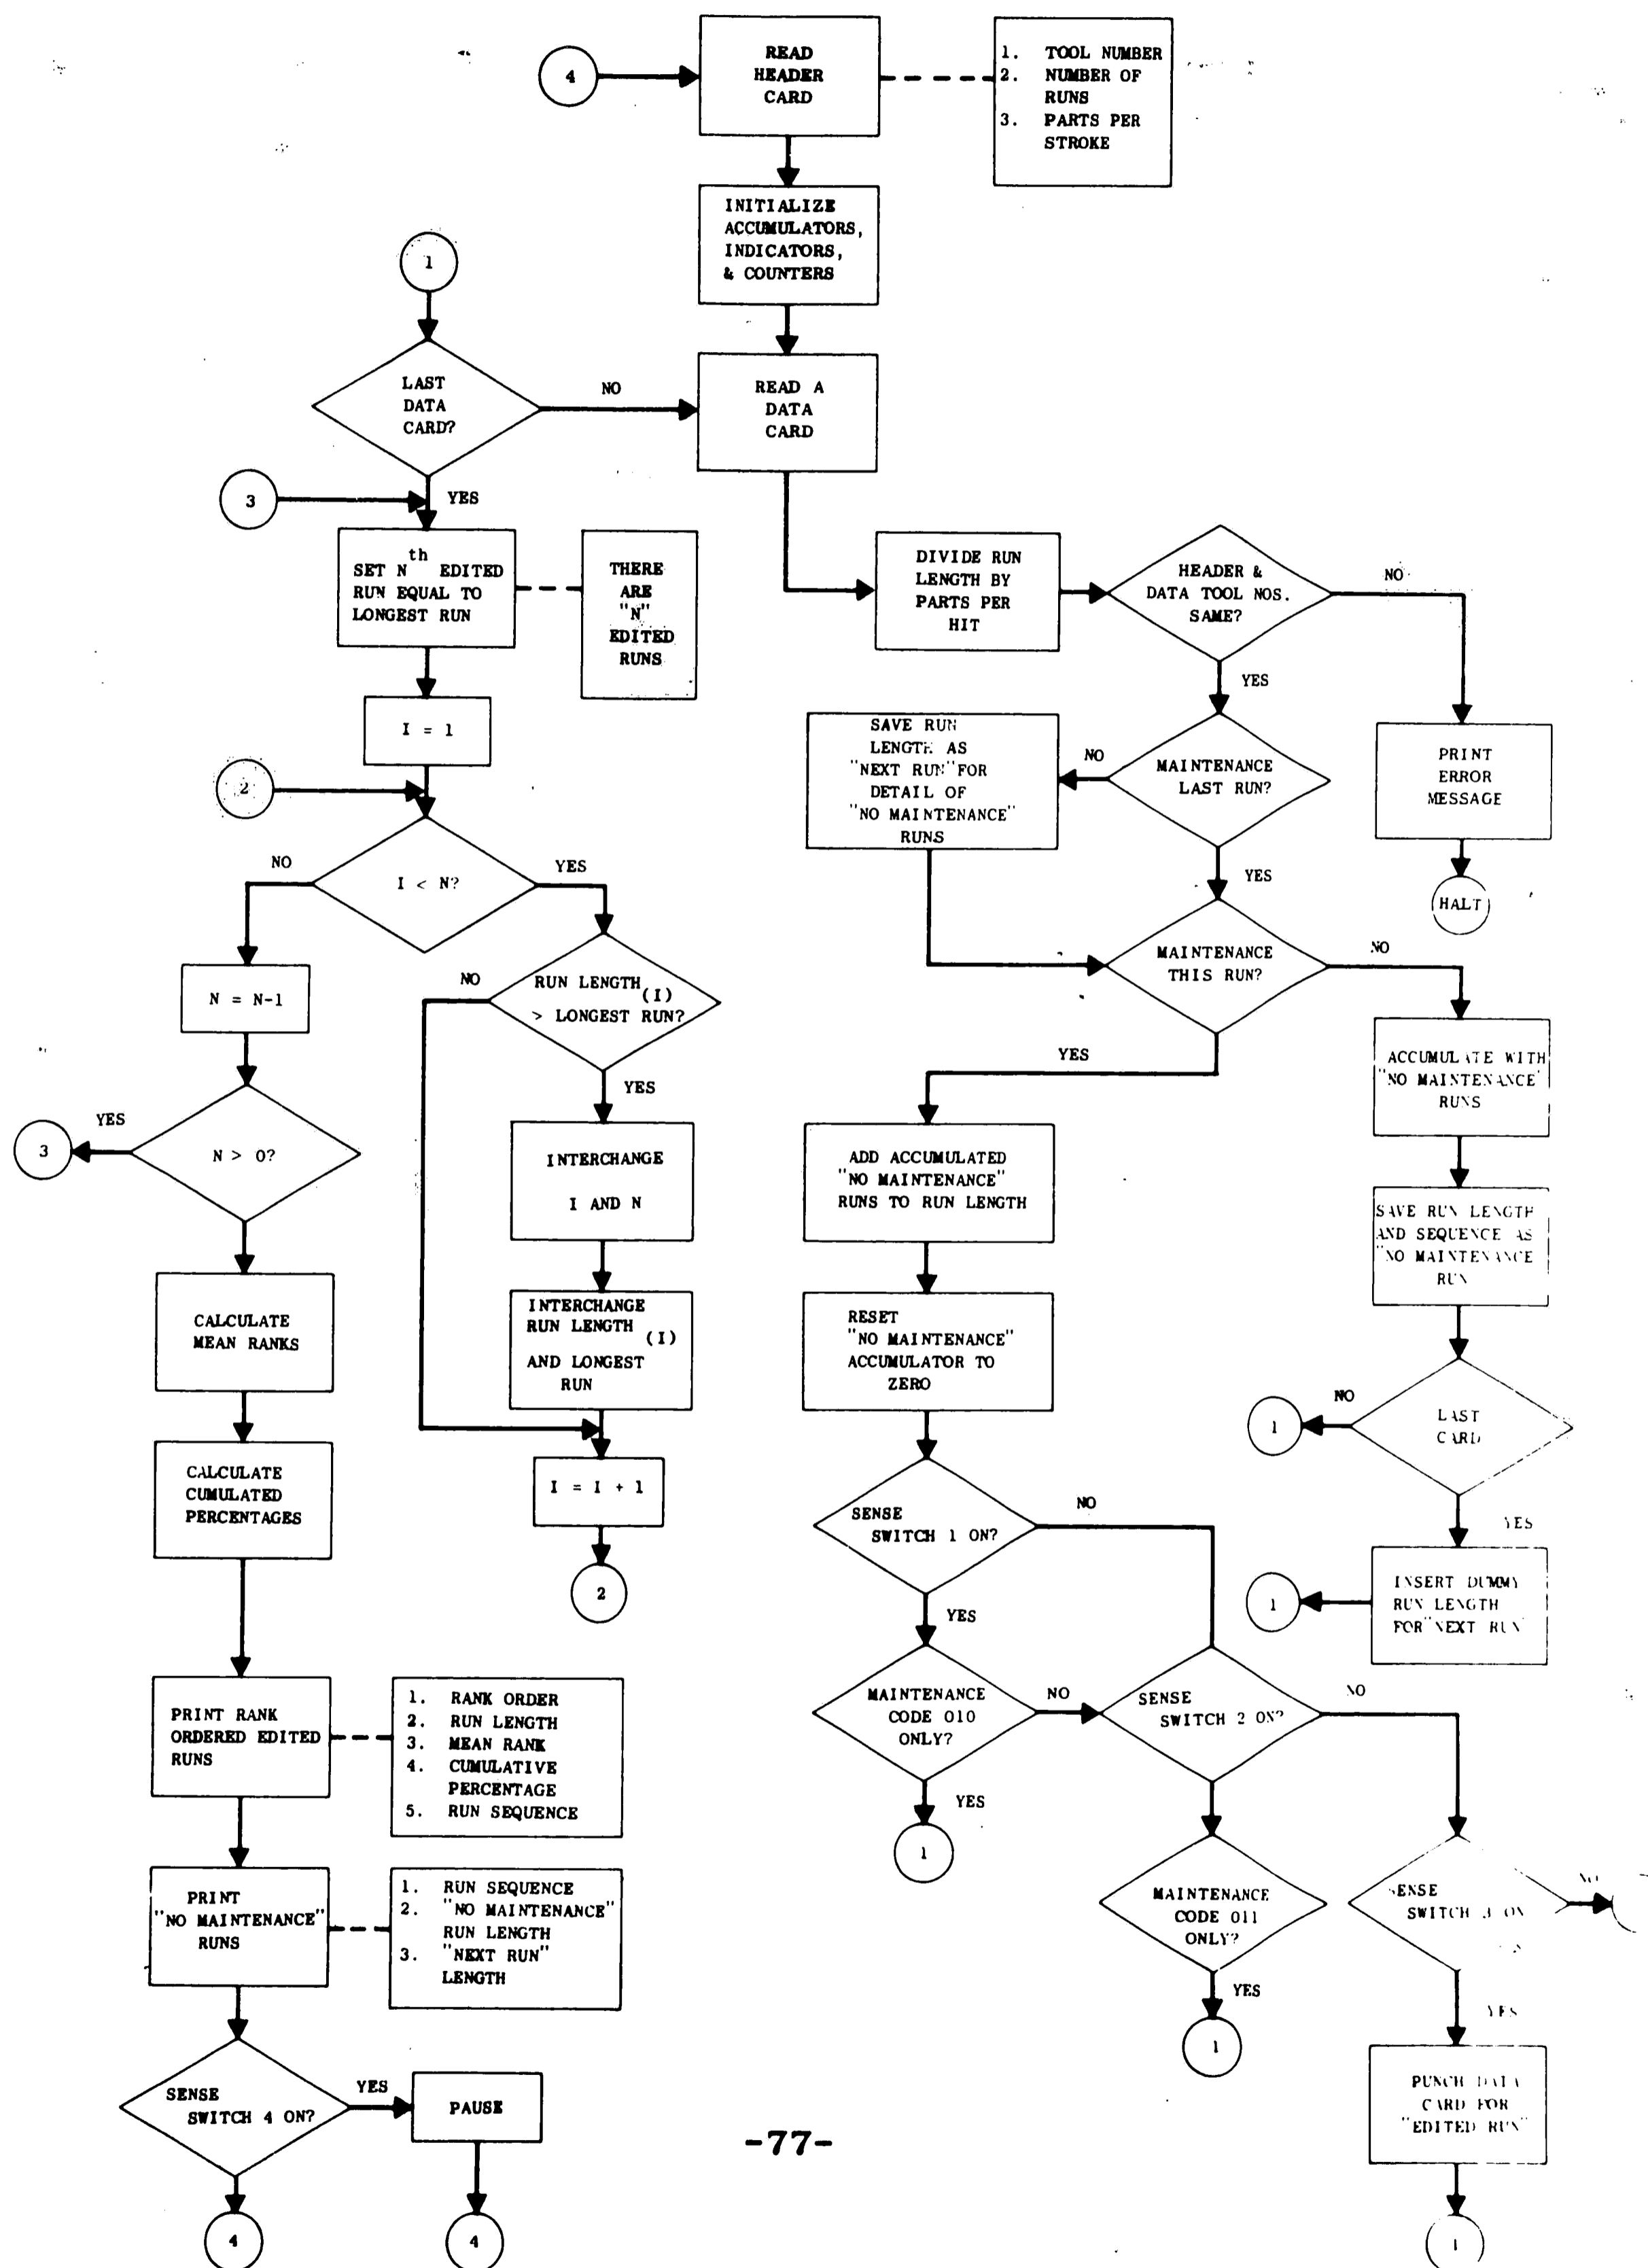 4
READ
HEADER
CARD
1. TOOL NUMBER
2. NUMBER OF
RUNS
3. PARTS PER
STROKE
INITIALIZE
ACCUMULATORS,
INDICATORS,
& COUNTERS
1
LAST
DATA
CARD?
NO
READ A
DATA
CARD
3
YES
SET Nth EDITED
RUN EQUAL TO
LONGEST RUN
THERE
ARE
"N"
EDITED
RUNS
DIVIDE RUN
LENGTH BY
PARTS PER
HIT
HEADER &
DATA TOOL NOS.
SAME?
NO
YES
I = 1
SAVE RUN
LENGTH AS
"NEXT RUN" FOR
DETAIL OF
"NO MAINTENANCE"
RUNS
NO
MAINTENANCE
LAST RUN?
PRINT
ERROR
MESSAGE
2
YES
HALT
NO
I < N?
YES
MAINTENANCE
THIS RUN?
NO
N = N-1
NO
RUN LENGTH(I)
> LONGEST RUN?
YES
YES
ACCUMULATE WITH
"NO MAINTENANCE"
RUNS
YES
3
N > 0?
INTERCHANGE
I AND N
ADD ACCUMULATED
"NO MAINTENANCE"
RUNS TO RUN LENGTH
SAVE RUN LENGTH
AND SEQUENCE AS
"NO MAINTENANCE
RUN
CALCULATE
MEAN RANKS
INTERCHANGE
RUN LENGTH(I)
AND LONGEST
RUN
RESET
"NO MAINTENANCE"
ACCUMULATOR TO
ZERO
NO
1
LAST
CARD
CALCULATE
CUMULATED
PERCENTAGES
I = I + 1
2
SENSE
SWITCH 1 ON?
NO
YES
YES
INSERT DUMMY
RUN LENGTH
FOR "NEXT RUN"
1
PRINT RANK
ORDERED EDITED
RUNS
1. RANK ORDER
2. RUN LENGTH
3. MEAN RANK
4. CUMULATIVE
PERCENTAGE
5. RUN SEQUENCE
MAINTENANCE
CODE 010
ONLY?
NO
YES
1
SENSE
SWITCH 2 ON?
NO
PRINT
"NO MAINTENANCE"
RUNS
1. RUN SEQUENCE
2. "NO MAINTENANCE"
RUN LENGTH
3. "NEXT RUN"
LENGTH
MAINTENANCE
CODE 011
ONLY?
YES
1
SENSE
SWITCH 3 ON
NO
YES
SENSE
SWITCH 4 ON?
YES
PAUSE
4
4
PUNCH DATA
CARD FOR
"EDITED RUN"
1
-77-